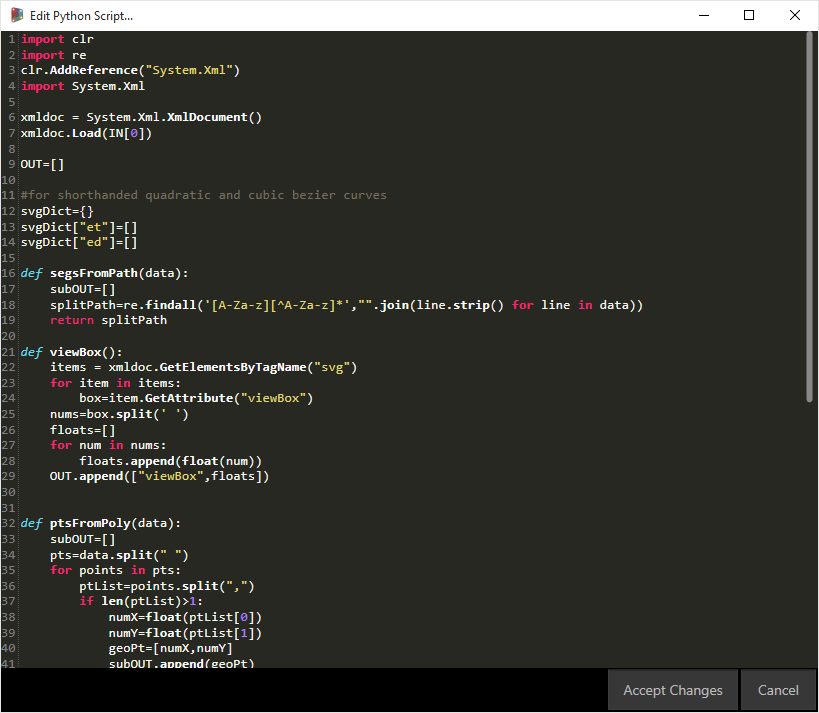 Edit Python Script...
1 import clr
2 import re
3 clr.AddReference("System.Xml")
4 import System.Xml
5
6 xmldoc = System.Xml.XmlDocument()
7 xmldoc.Load(IN[0])
8
9 OUT=[]
10
11 #for shorthanded quadratic and cubic bezier curves
12 svgDict={}
13 svgDict["et"]=[]
14 svgDict["ed"]=[]
15
16 def segsFromPath(data):
17     subOUT=[]
18     splitPath=re.findall('[A-Za-z][^A-Za-z]*',"".join(line.strip() for line in data))
19     return splitPath
20
21 def viewBox():
22     items = xmldoc.GetElementsByTagName("svg")
23     for item in items:
24         box=item.GetAttribute("viewBox")
25     nums=box.split(' ')
26     floats=[]
27     for num in nums:
28         floats.append(float(num))
29     OUT.append(["viewBox",floats])
30
31
32 def ptsFromPoly(data):
33     subOUT=[]
34     pts=data.split(" ")
35     for points in pts:
36         ptList=points.split(",")
37         if len(ptList)>1:
38             numX=float(ptList[0])
39             numY=float(ptList[1])
40             geoPt=[numX,numY]
41             subOUT.append(geoPt)
Accept Changes
Cancel